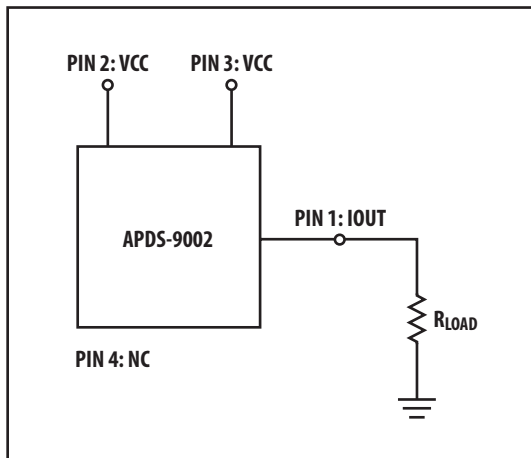 PIN 2: VCC PIN 3: VCC
APDS-9002
PIN 1: IOUT
RLOAD
PIN 4: NC